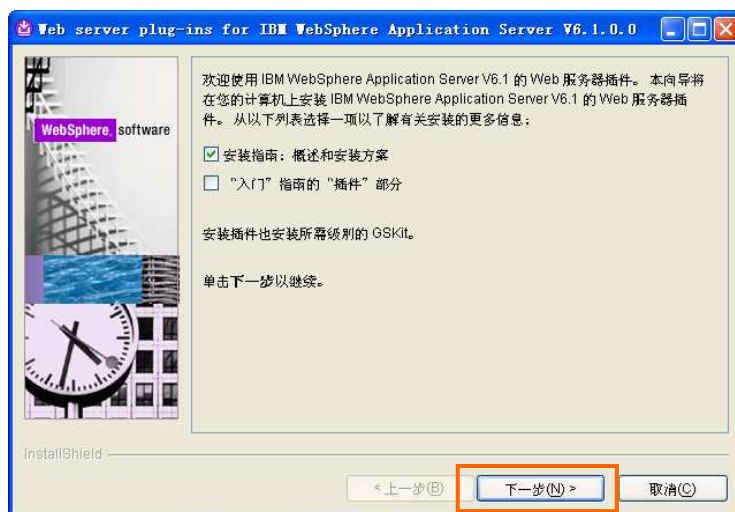 Web server plug-ins for IBM WebSphere Application Server V6.1.0.0
WebSphere. software
欢迎使用 IBM WebSphere Application Server V6.1 的 Web 服务器插件。 本向导将
在您的计算机上安装 IBM WebSphere Application Server V6.1 的 Web 服务器插
件。 从以下列表选择一项以了解有关安装的更多信息：
安装指南：概述和安装方案
“入门”指南的“插件”部分
安装插件也安装所需级别的 GSKit。
单击下一步以继续。
InstallShield
< 上一步(B)
下一步(N) >
取消(C)